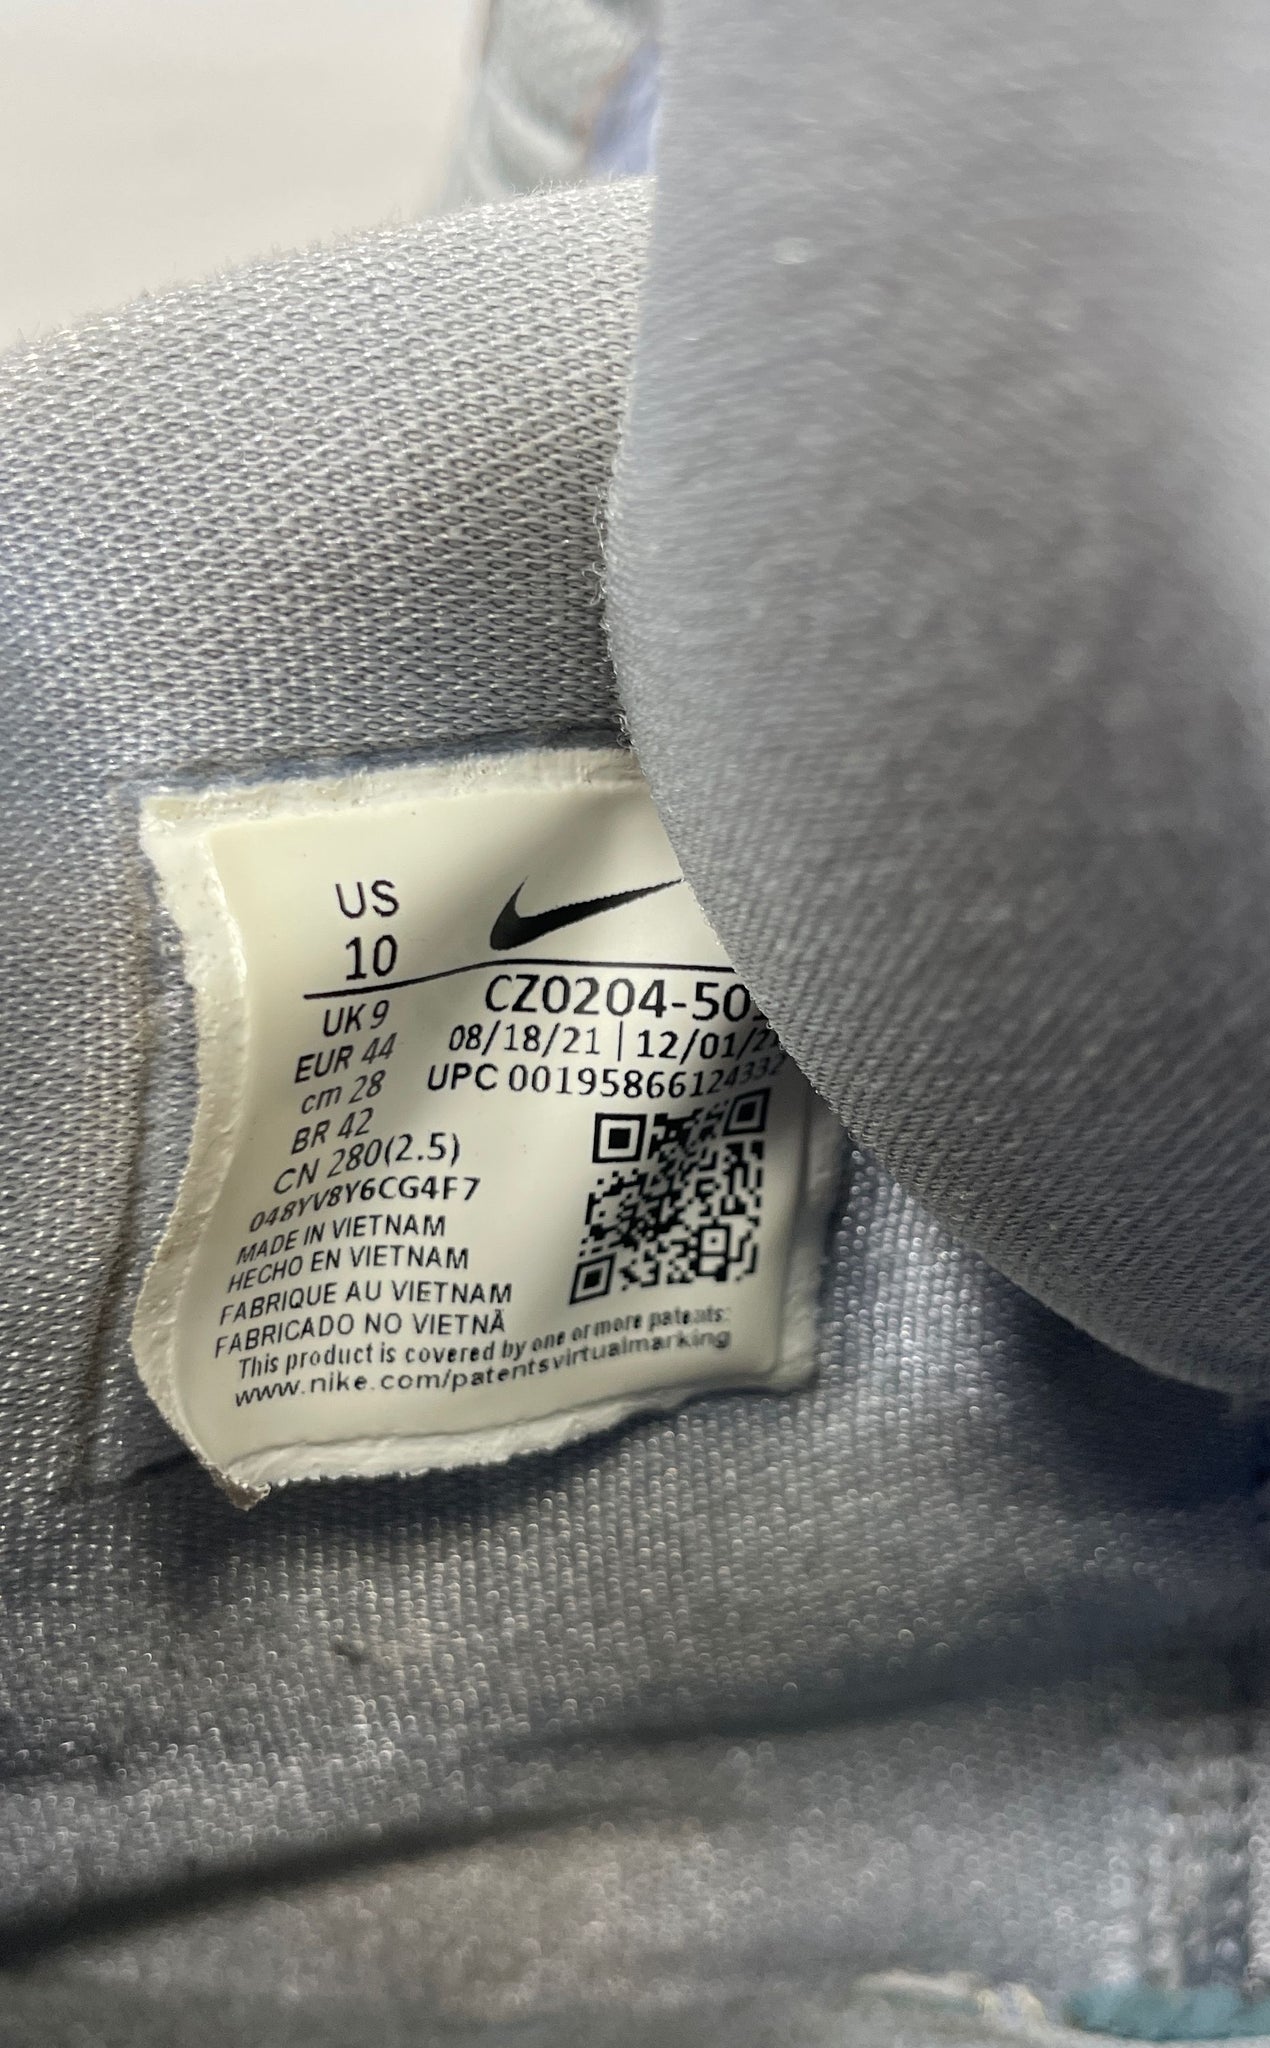 US
10
CZ0204-50
UK 9
08/18/21 | 12/01/2
EUR 44
UPC 00195866124332
cm 28
BR 42
CN 280(2.5)
048YV8Y6CG4F7
MADE IN VIETNAM
HECHO EN VIETNAM
FABRIQUE AU VIETNAM
FABRICADO NO VIETNÃ
This product is covered by one or more patents:
www.nike.com/patentsvirtualmarking